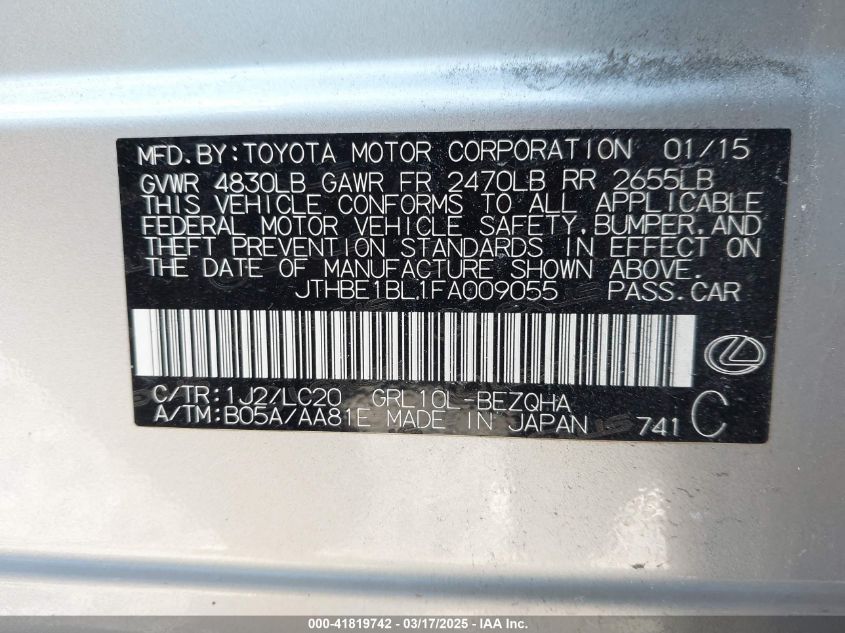 MFD.BY:TOYOTA MOTOR CORPORATION 01/15
GVWR 4830LB GAWR FR 2470LB RR 2655LB
THIS VEHICLE CONFORMS TO ALL APPLICABLE
FEDERAL MOTOR VEHICLE SAFETY,BUMPER,AND
THEFT PREVENTION STANDARDS IN EFFECT ON
THE DATE OF MANUFACTURE SHOWN ABOVE.
JTHBE1BL1FA009055 PASS.CAR
C/TR:1J2/LC20 GRL10L-BEZQHA
A/TM:B05A/AA81E MADE IN JAPAN 741 C
000-41819742 - 03/17/2025 - IAA Inc.